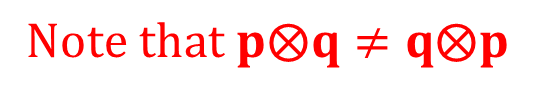 Note that p⊗q ≠ q⊗p